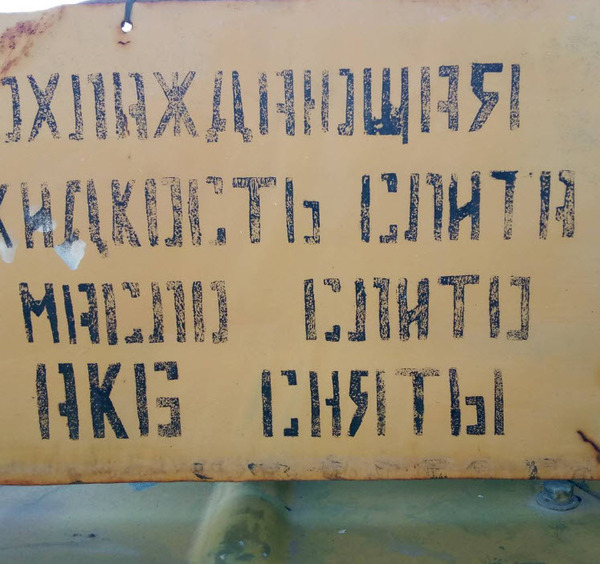 ОХЛАЖДАЮЩАЯ
ЖИДКОСТЬ СЛИТА
МАСЛО СЛИТО
АКБ СНЯТЫ